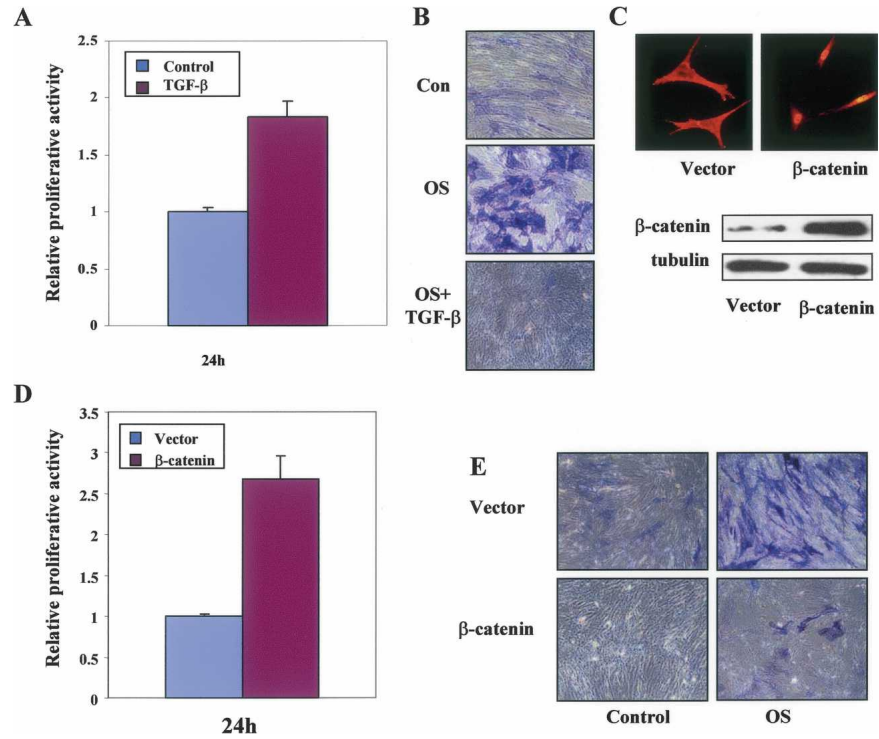 A
Relative proliferative activity
2.5
2
1.5
1
0.5
0
Control
TGF-β
24h
B
Con
OS
OS+
TGF-β
C
Vector
β-catenin
β-catenin
tubulin
Vector
β-catenin
D
Relative proliferative activity
3.5
3
2.5
2
1.5
1
0.5
0
Vector
β-catenin
24h
E
Vector
β-catenin
Control
OS